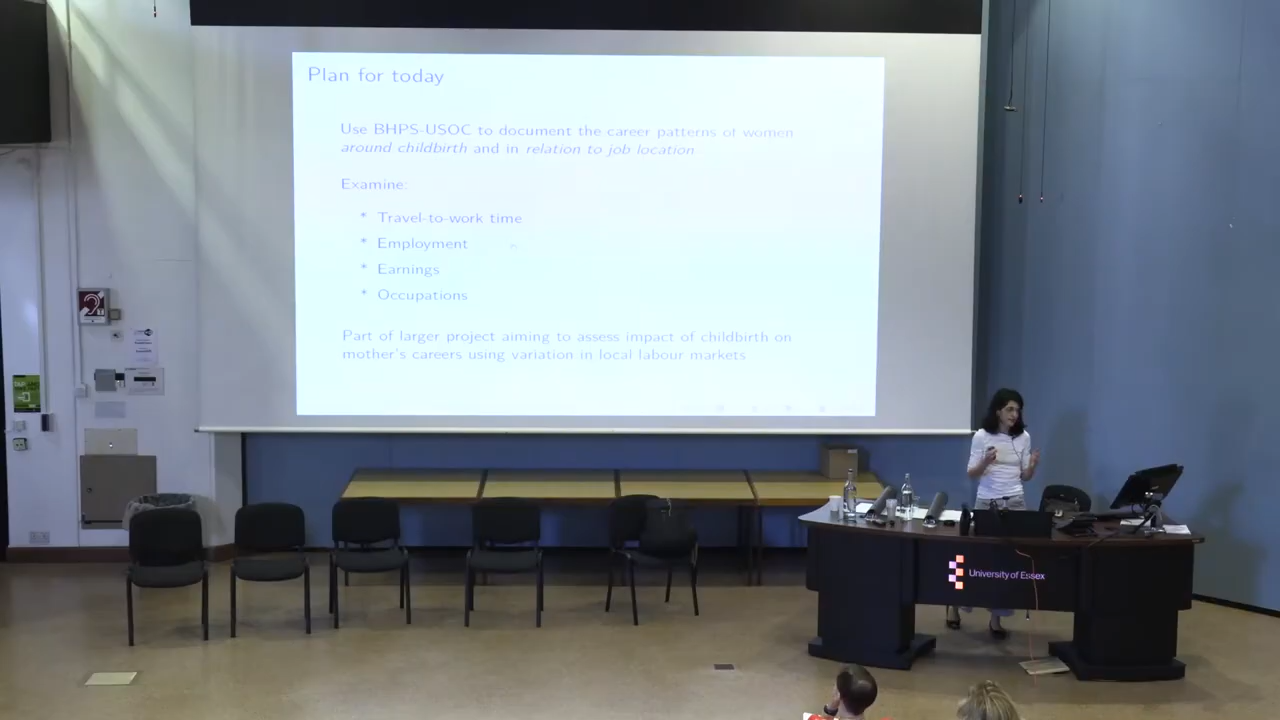 Plan for today
Use BHPS-USOC to document the career patterns of women
around childbirth and in relation to job location
Examine:
* Travel-to-work time
* Employment
* Earnings
* Occupations
Part of larger project aiming to assess impact of childbirth on
mother's careers using variation in local labour markets
University of Essex